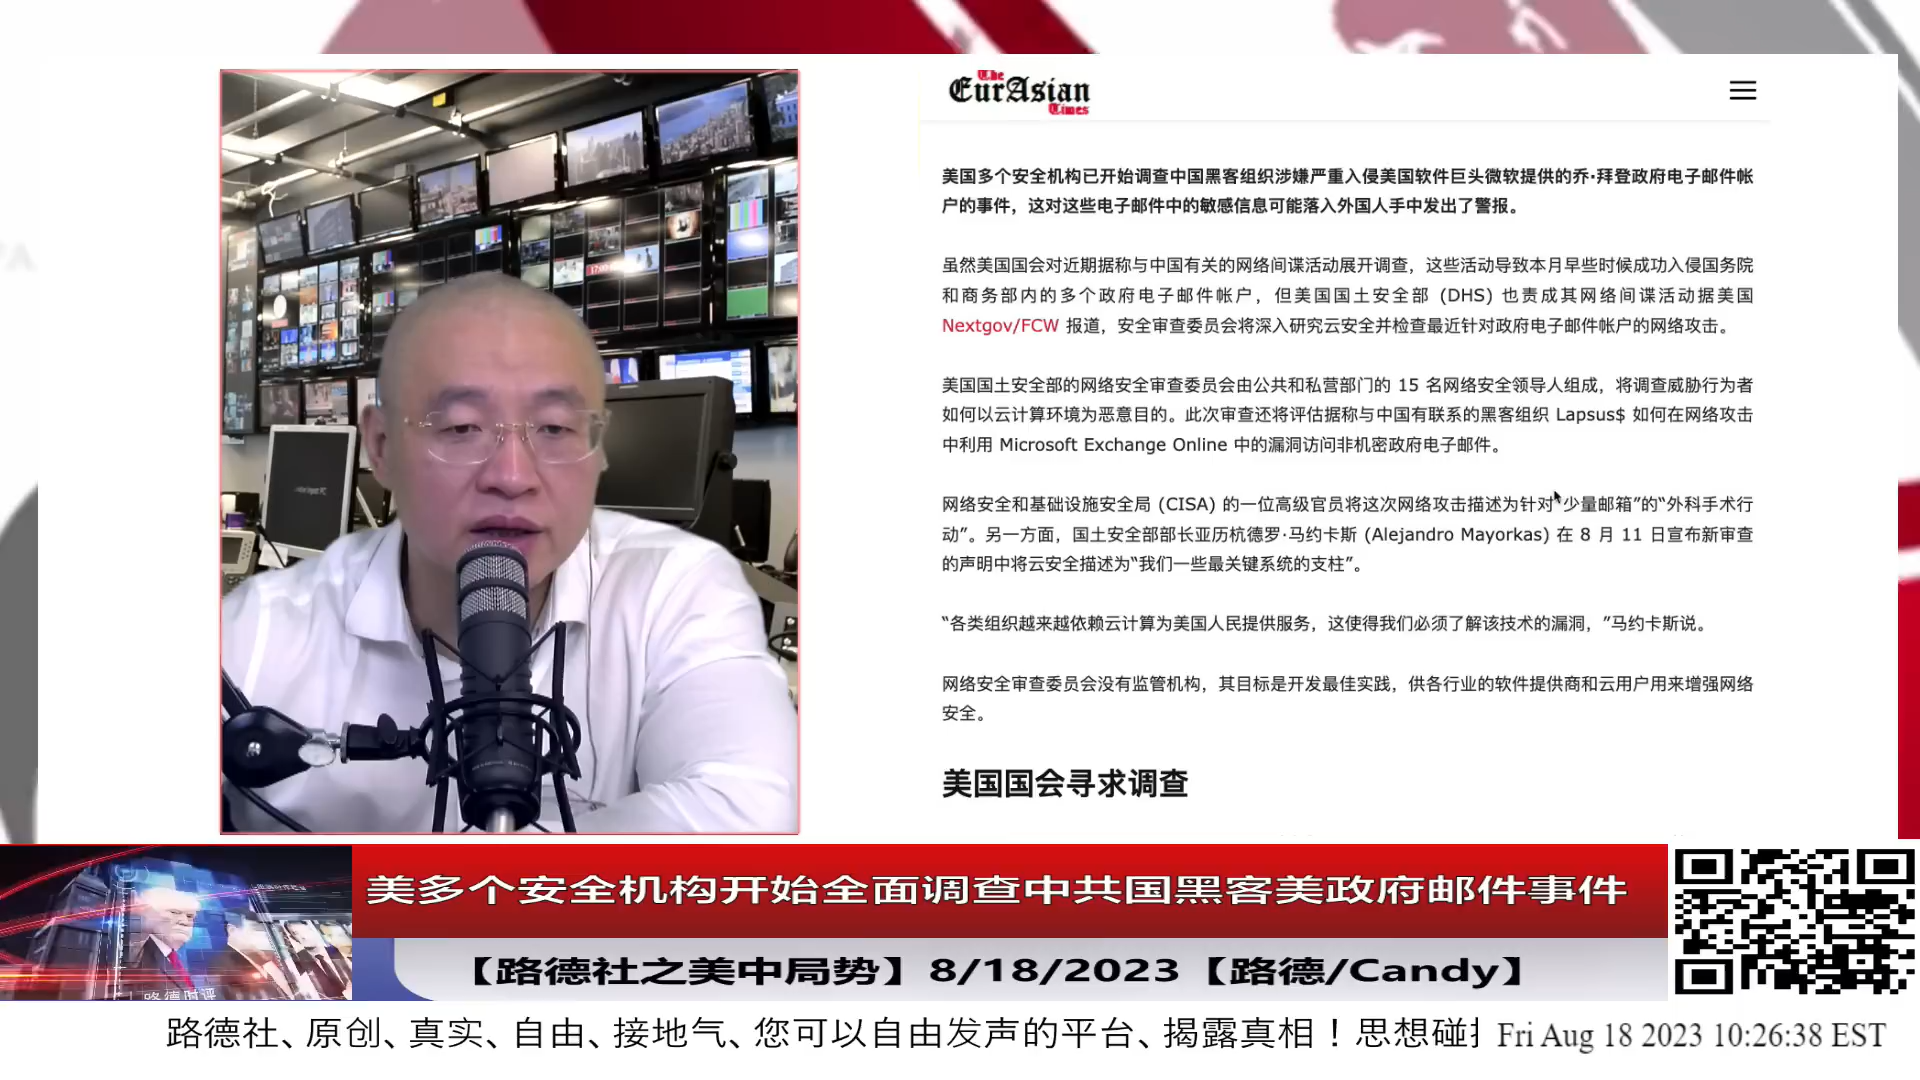 The
EurAsian
Times
美国多个安全机构已开始调查中国黑客组织涉嫌严重入侵美国软件巨头微软提供的乔·拜登政府电子邮件帐
户的事件，这对这些电子邮件中的敏感信息可能落入外国人手中发出了警报。
虽然美国国会对近期据称与中国有关的网络间谍活动展开调查，这些活动导致本月早些时候成功入侵国务院
和商务部内的多个政府电子邮件帐户，但美国国土安全部 (DHS) 也责成其网络间谍活动据美国
Nextgov/FCW 报道，安全审查委员会将深入研究云安全并检查最近针对政府电子邮件帐户的网络攻击。
美国国土安全部的网络安全审查委员会由公共和私营部门的 15 名网络安全领导人组成，将调查威胁行为者
如何以云计算环境为恶意目的。此次审查还将评估据称与中国有联系的黑客组织 Lapsus$ 如何在网络攻击
中利用 Microsoft Exchange Online 中的漏洞访问非机密政府电子邮件。
网络安全和基础设施安全局 (CISA) 的一位高级官员将这次网络攻击描述为针对“少量邮箱”的“外科手术行
动”。另一方面，国土安全部部长亚历杭德罗·马约卡斯 (Alejandro Mayorkas) 在 8 月 11 日宣布新审查
的声明中将云安全描述为“我们一些最关键系统的支柱”。
“各类组织越来越依赖云计算为美国人民提供服务，这使得我们必须了解该技术的漏洞，”马约卡斯说。
网络安全审查委员会没有监管机构，其目标是开发最佳实践，供各行业的软件提供商和云用户用来增强网络
安全。
美国国会寻求调查
美多个安全机构开始全面调查中共国黑客美政府邮件事件
【路德社之美中局势】8/18/2023【路德/Candy】
路德时评
路德社、原创、真实、自由、接地气、您可以自由发声的平台、揭露真相！思想碰
Fri Aug 18 2023 10:26:38 EST